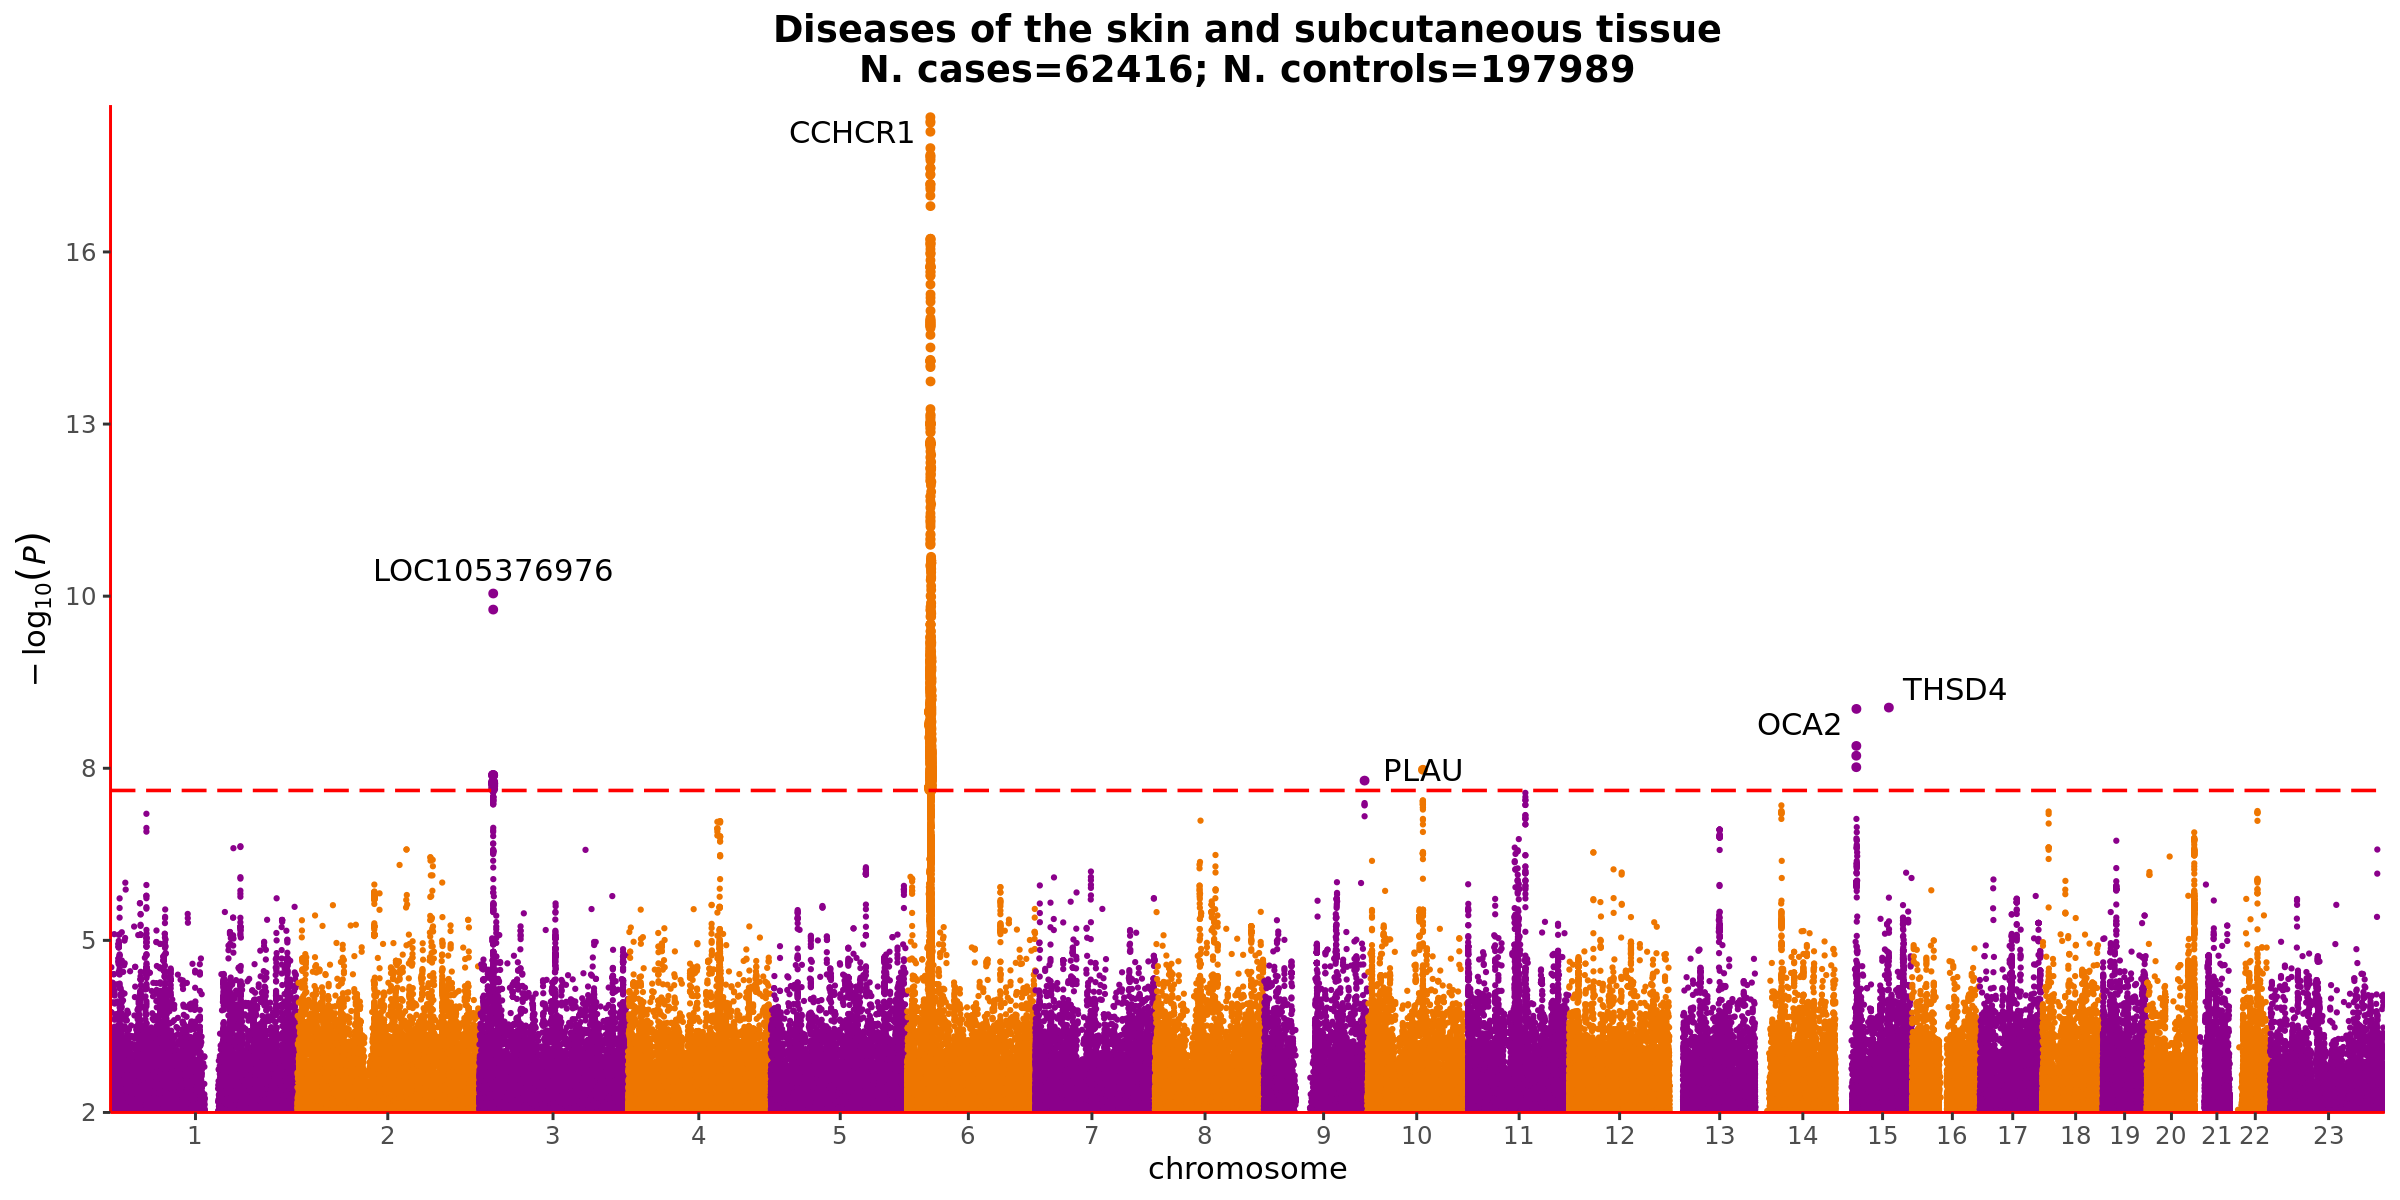 Diseases of the skin and subcutaneous tissue
N. cases=62416; N. controls=197989
CCHCR1
16
13
LOC105376976
10
− log10(P)
THSD4
OCA2
PLAU
8
5
2
1 2 3 4 5 6 7 8 9 10 11 12 13 14 15 16 17 18 19 20 21 22 23
chromosome